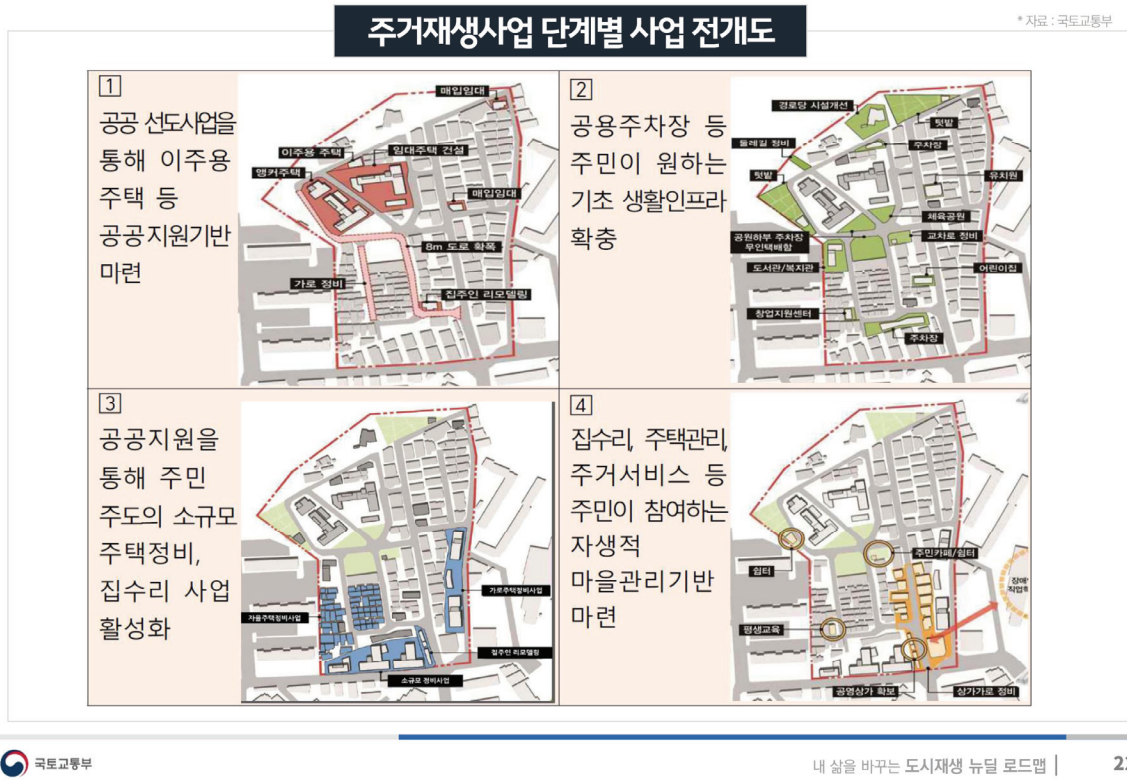 주거재생사업 단계별 사업 전개도
* 자료 : 국토교통부
1
공공 선도사업을
통해 이주용
주택 등
공공지원기반
마련
매입임대
이주용 주택
임대주택 건설
앵커주택
매입임대
8m 도로 확폭
가로 정비
집주인 리모델링
2
공용주차장 등
주민이 원하는
기초 생활인프라
확충
경로당 시설개선
텃밭
둘레길 정비
주차장
텃밭
유치원
체육공원
공원하부 주차장
무인택배함
교차로 정비
도서관/복지관
어린이집
창업지원센터
주차장
3
공공지원을
통해 주민
주도의 소규모
주택정비,
집수리 사업
활성화
가로주택정비사업
자율주택정비사업
집주인 리모델링
소규모 정비사업
4
집수리, 주택관리,
주거서비스 등
주민이 참여하는
자생적
마을관리기반
마련
주민카페/쉼터
쉼터
평생교육
공영상가 확보
상가가로 정비
국토교통부
내 삶을 바꾸는 도시재생 뉴딜 로드맵